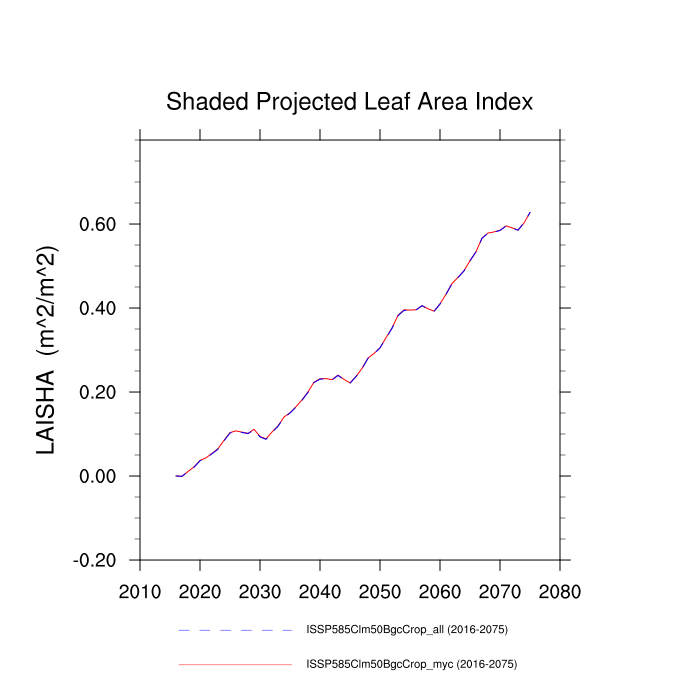 Shaded Projected Leaf Area Index
LAISHA (m^2/m^2)
0.60
0.40
0.20
0.00
-0.20
2010 2020 2030 2040 2050 2060 2070 2080
ISSP585Clm50BgcCrop_all (2016-2075)
ISSP585Clm50BgcCrop_myc (2016-2075)